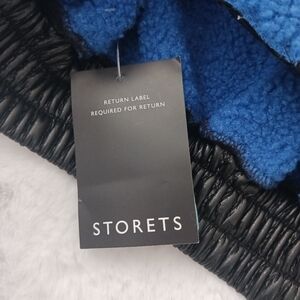 RETURN LABEL
REQUIRED FOR RETURN
STORETS